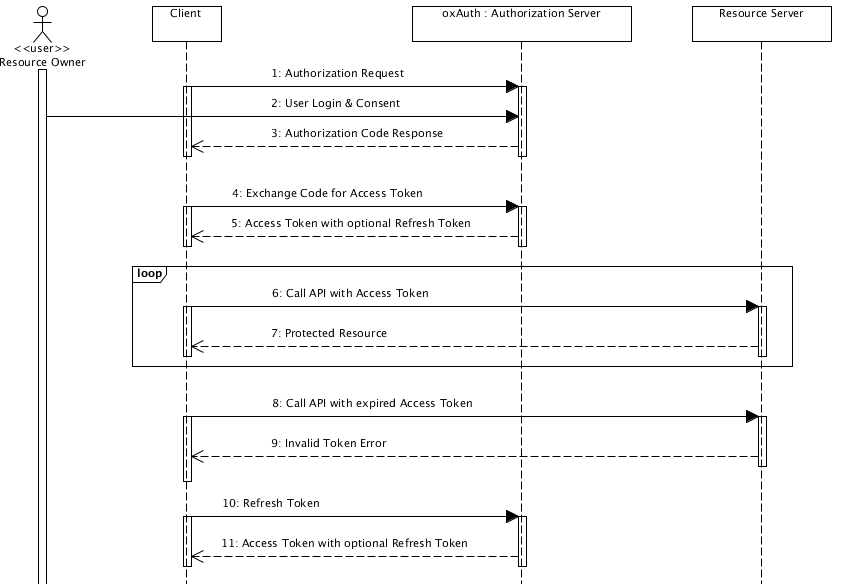 Client
oxAuth : Authorization Server
Resource Server
<<user>>
Resource Owner
1: Authorization Request
2: User Login & Consent
3: Authorization Code Response
4: Exchange Code for Access Token
5: Access Token with optional Refresh Token
loop
6: Call API with Access Token
7: Protected Resource
8: Call API with expired Access Token
9: Invalid Token Error
10: Refresh Token
11: Access Token with optional Refresh Token